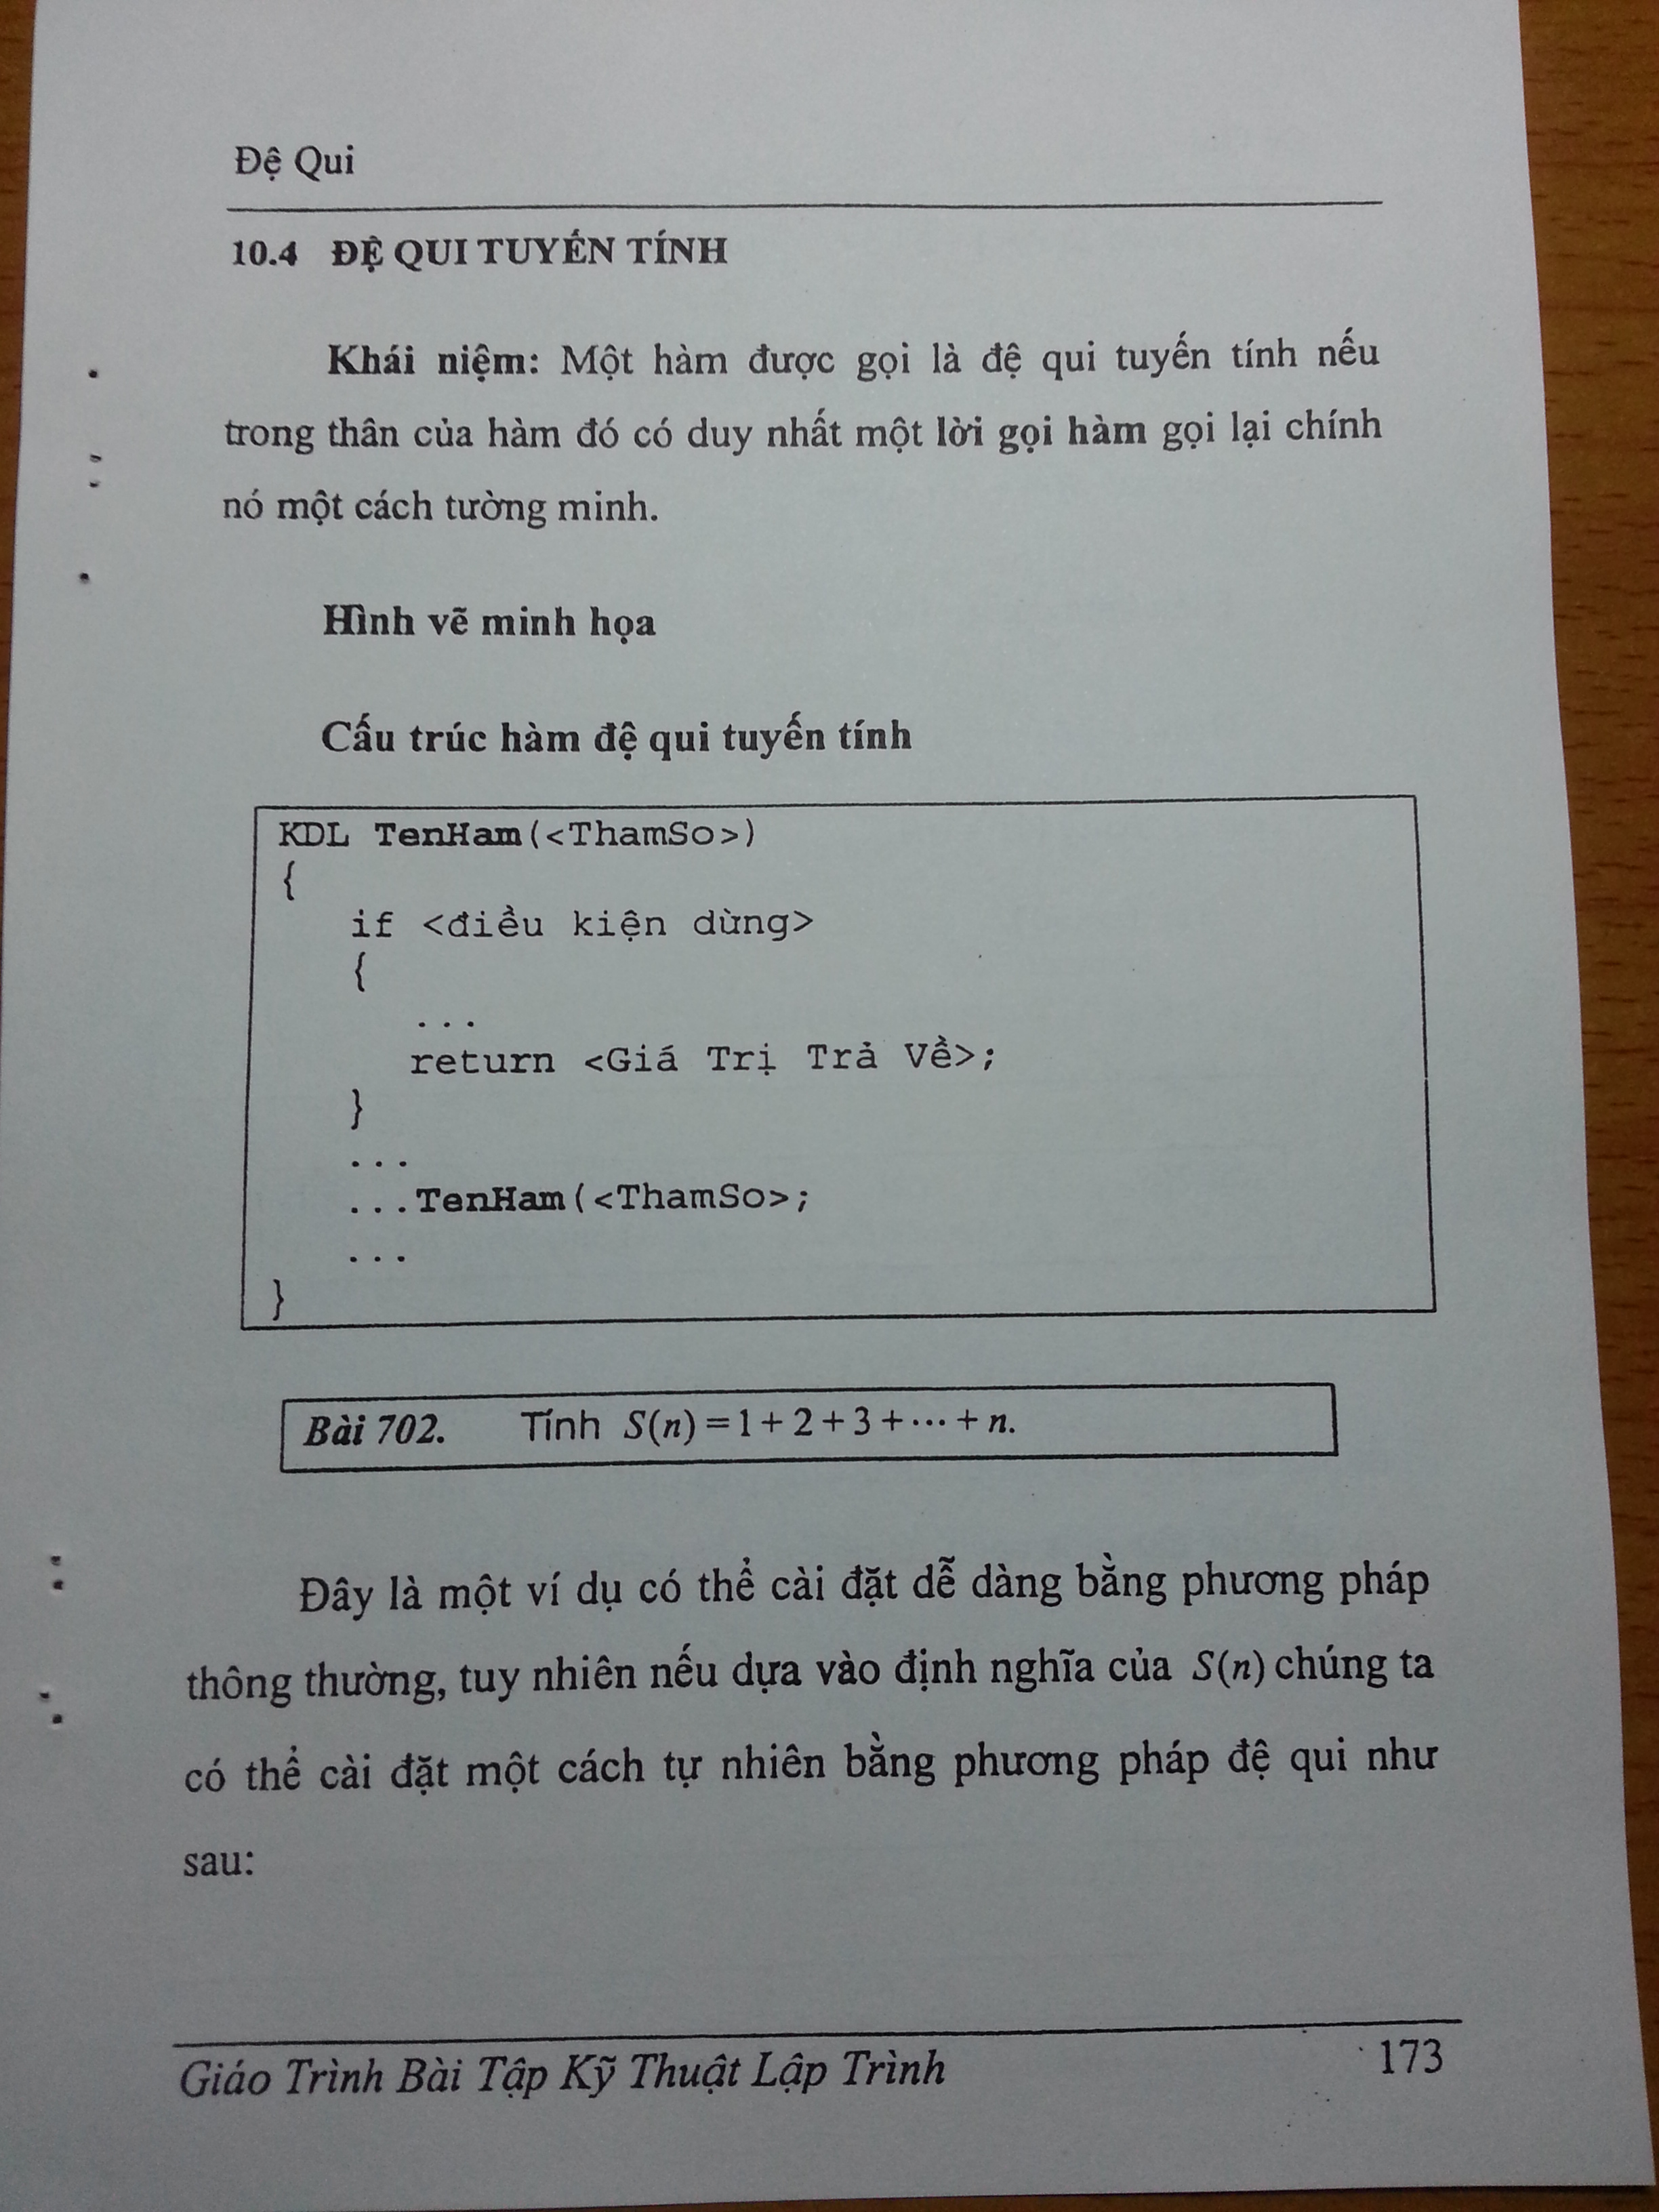 Đệ Qui
10.4 ĐỆ QUI TUYẾN TÍNH
Khái niệm: Một hàm được gọi là đệ qui tuyến tính nếu
trong thân của hàm đó có duy nhất một lời gọi hàm gọi lại chính
nó một cách tường minh.
Hình vẽ minh họa
Cấu trúc hàm đệ qui tuyến tính
KDL TenHam(<ThamSo>)
{
if <điều kiện dừng>
{
...
return <Giá Trị Trả Về>;
}
...
...TenHam(<ThamSo>;
...
}
Bài 702. Tính S(n)=1+2+3+⋯+n.
Đây là một ví dụ có thể cài đặt dễ dàng bằng phương pháp
thông thường, tuy nhiên nếu dựa vào định nghĩa của S(n) chúng ta
có thể cài đặt một cách tự nhiên bằng phương pháp đệ qui như
sau:
Giáo Trình Bài Tập Kỹ Thuật Lập Trình 173